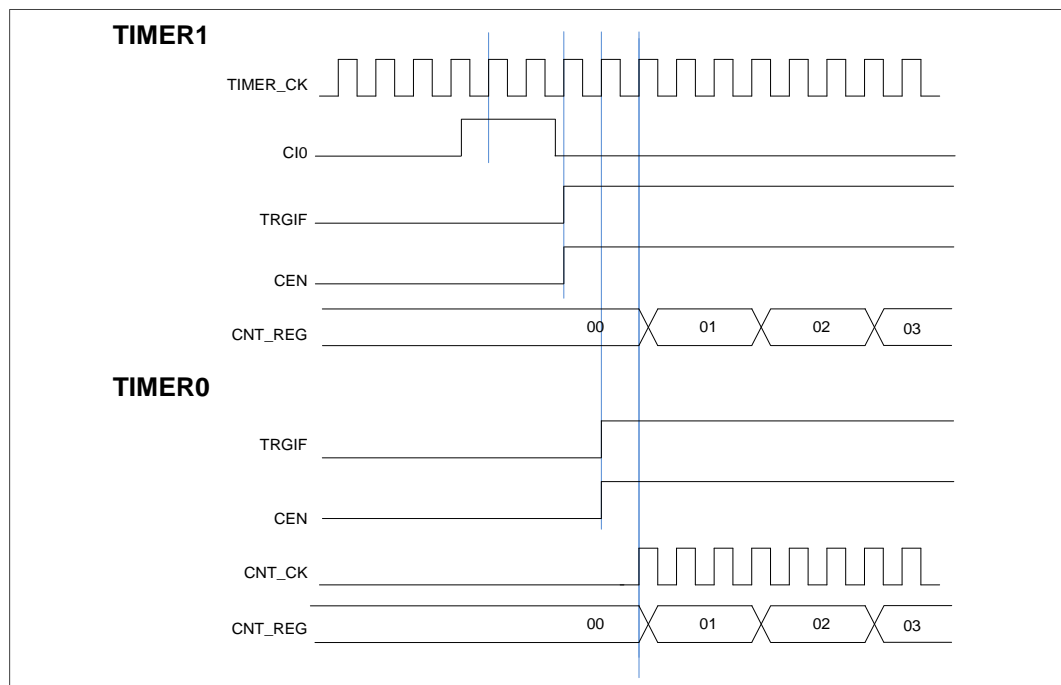 TIMER1
TIMER_CK
CI0
TRGIF
CEN
CNT_REG 00 01 02 03
TIMER0
TRGIF
CEN
CNT_CK
CNT_REG 00 01 02 03